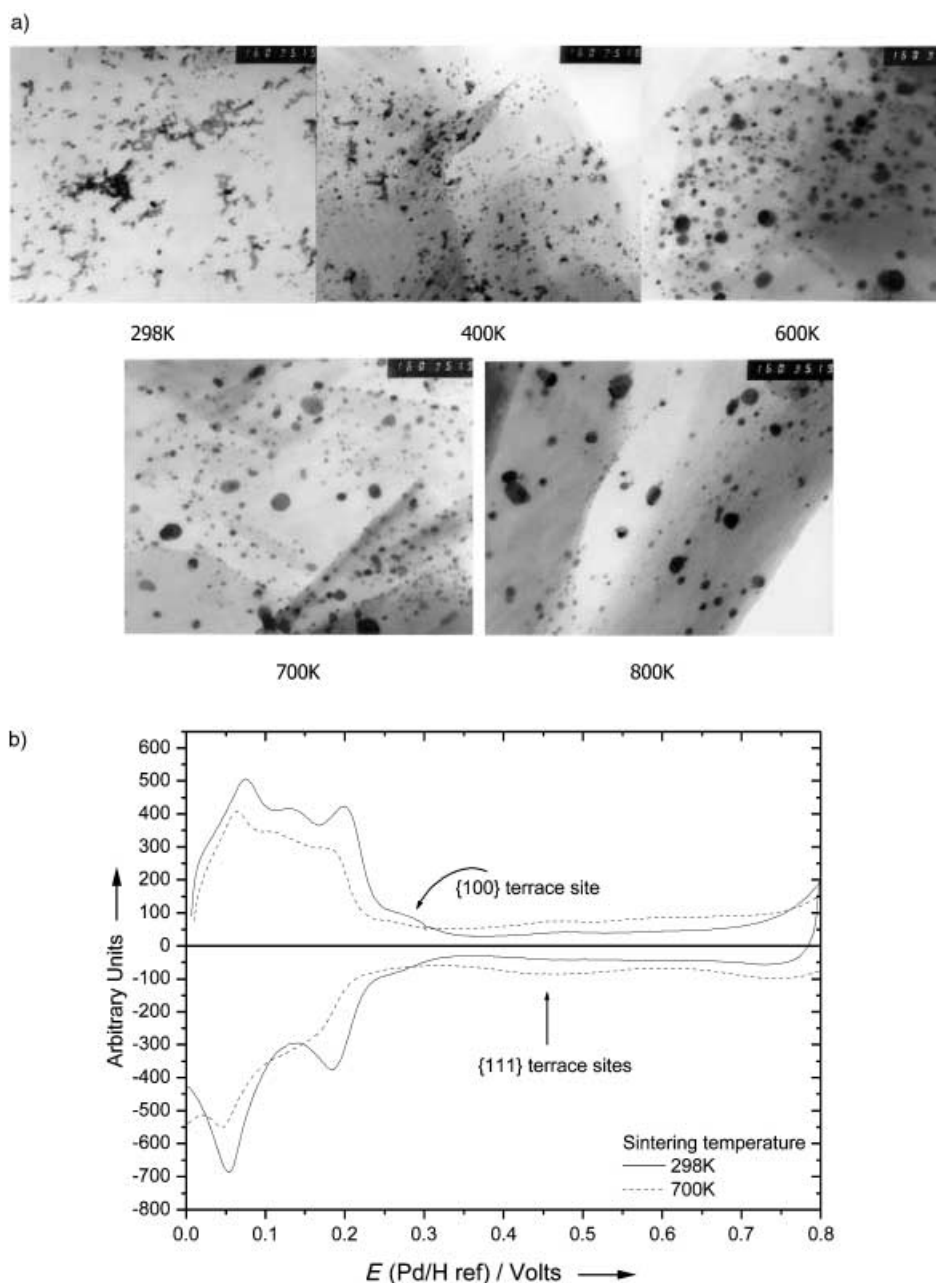 a)
160 7515
298K
400K
600K
700K
800K
b)
600
500
400
300
200
100
0
-100
-200
-300
-400
-500
-600
-700
-800
Arbitrary Units
{100} terrace site
{111} terrace sites
Sintering temperature
298K
700K
0.0 0.1 0.2 0.3 0.4 0.5 0.6 0.7 0.8
E (Pd/H ref) / Volts